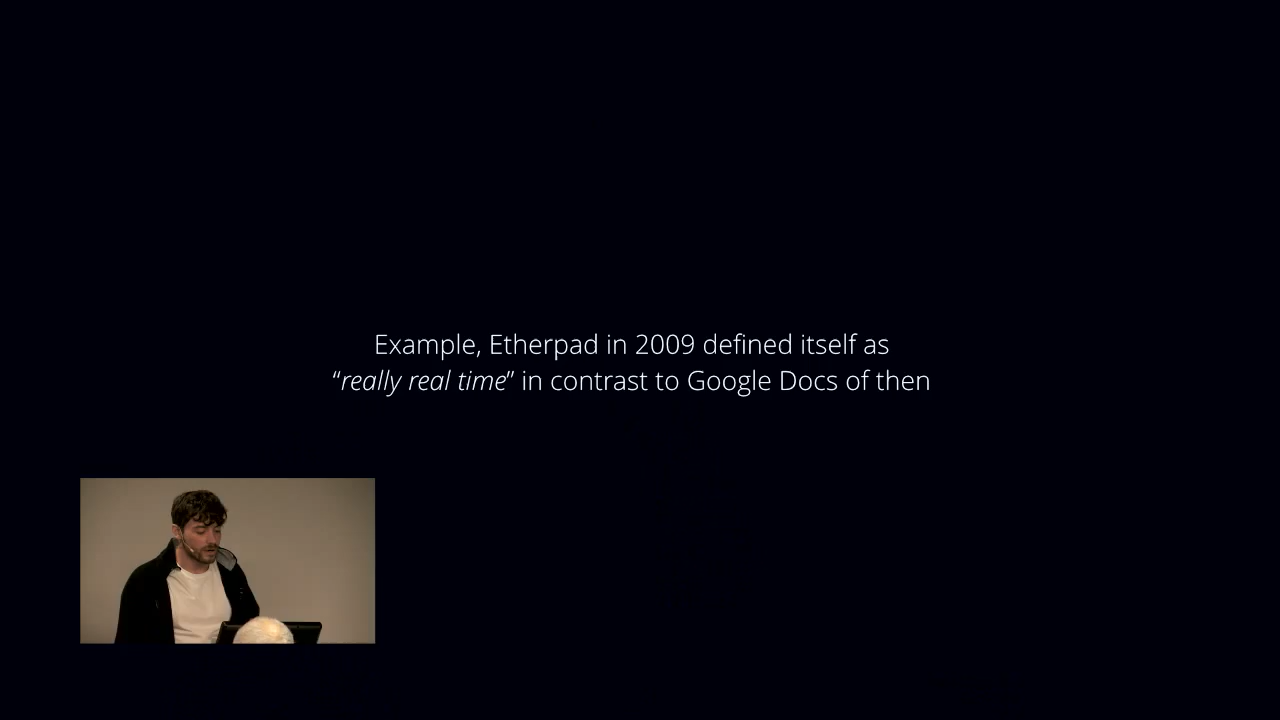 Example, Etherpad in 2009 defined itself as
“really real time” in contrast to Google Docs of then